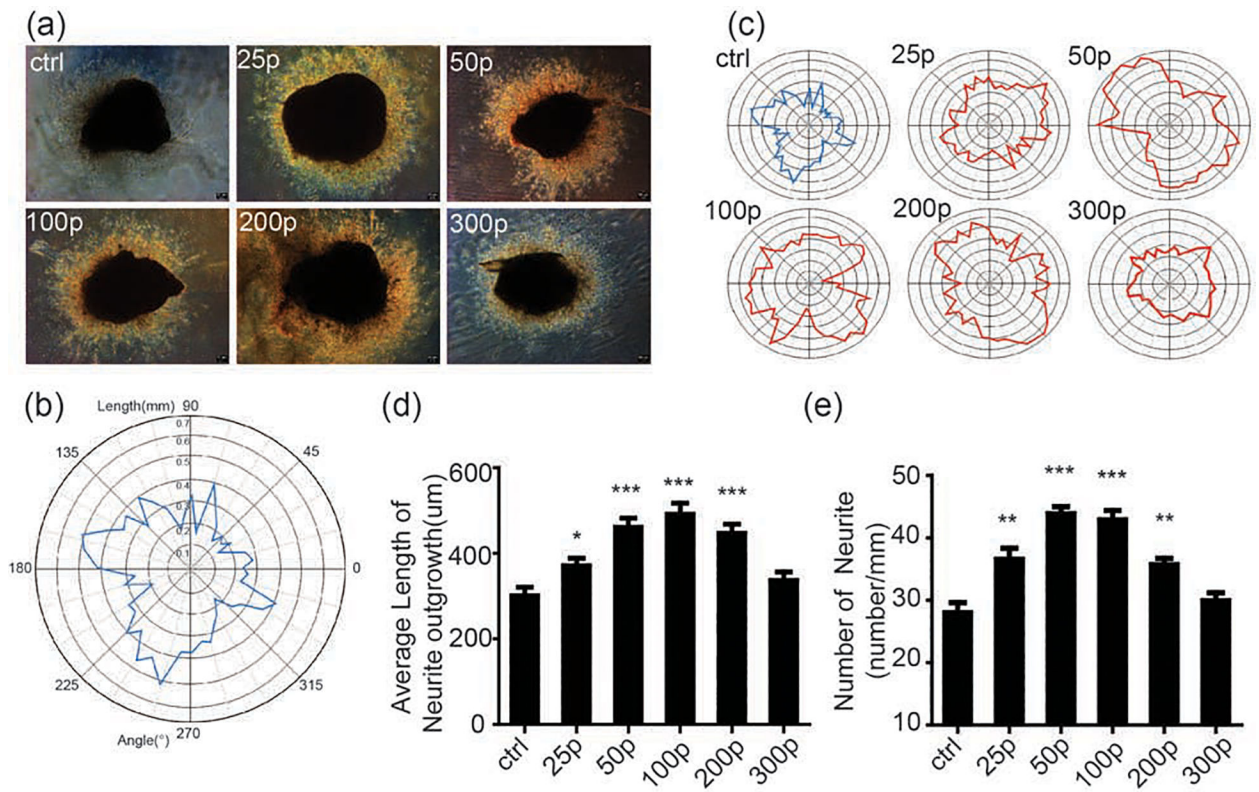 (a)
ctrl
25p
50p
100p
200p
300p
(c)
ctrl
25p
50p
100p
200p
300p
(b)
Length(mm) 90
0.7
0.6
0.5
0.4
0.3
0.2
0.1
135
45
180
0
225
315
270
Angle(°)
(d)
Average Length of
Neurite outgrowth(um)
600
400
200
0
*
***
***
***
ctrl
25p
50p
100p
200p
300p
(e)
Number of Neurite
(number/mm)
50
40
30
20
10
**
***
***
**
ctrl
25p
50p
100p
200p
300p